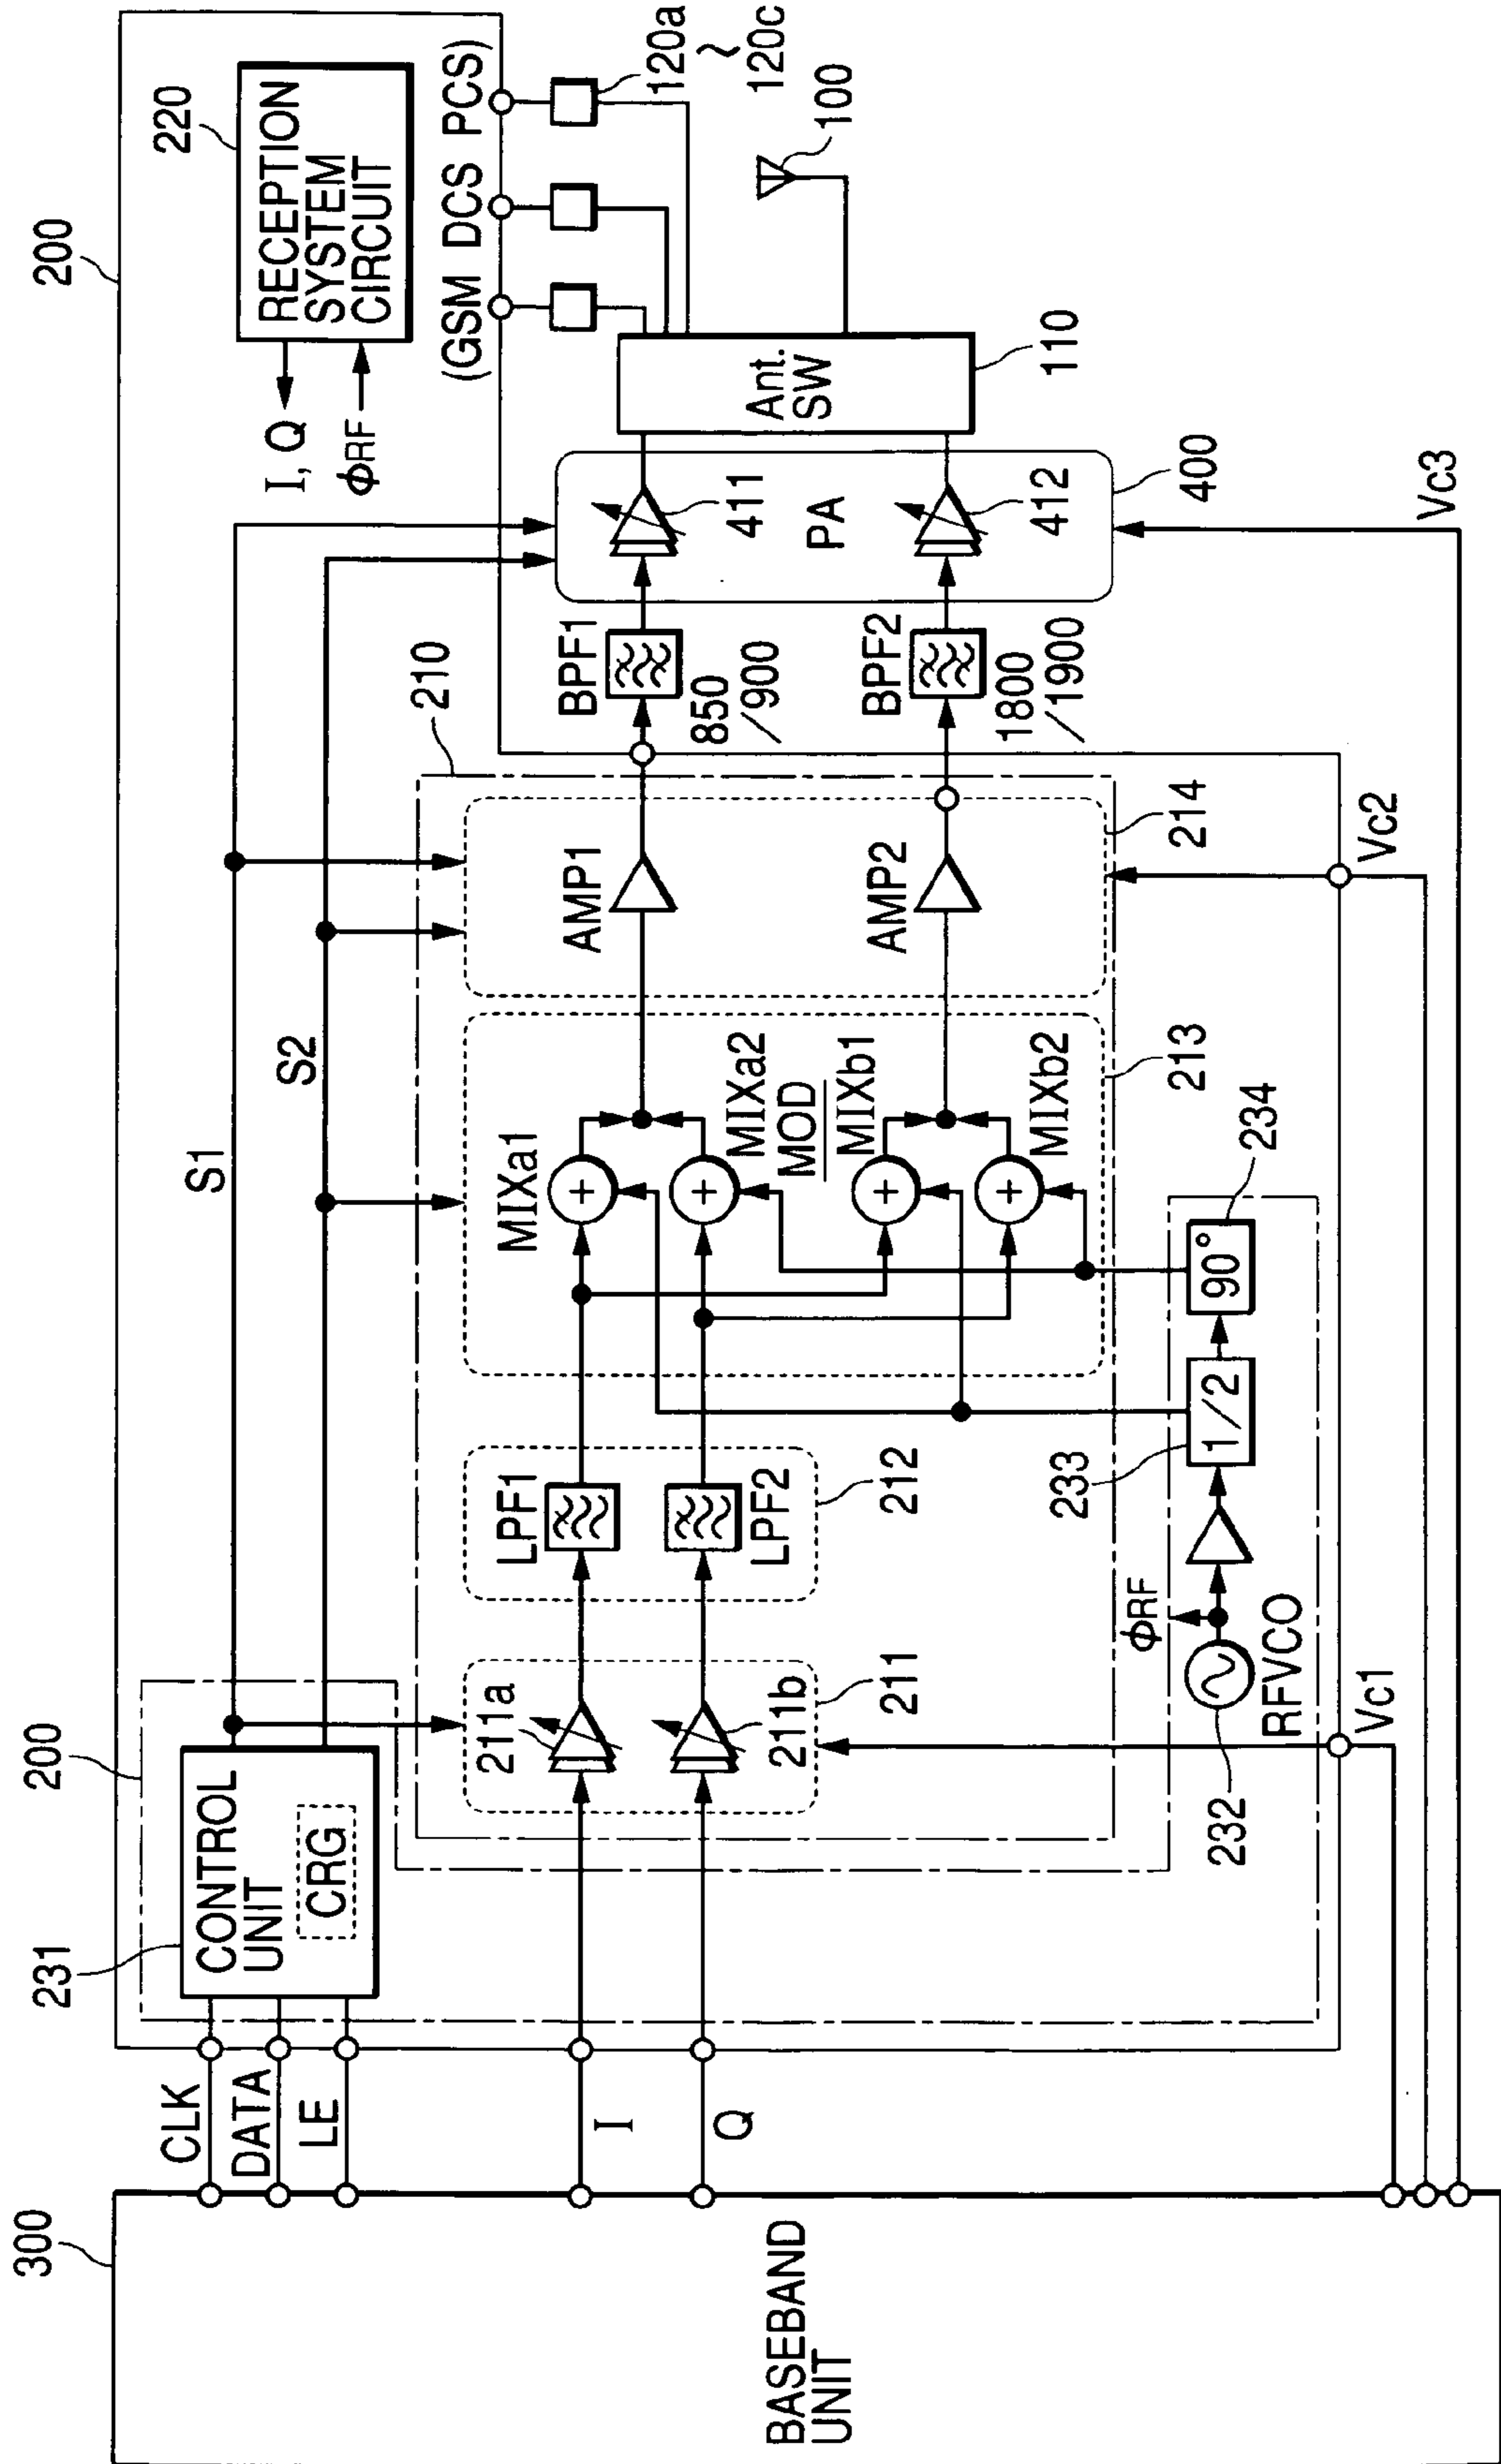 300
BASEBAND
UNIT
CLK
DATA
LE
I
Q
231
200
CONTROL
UNIT
CRG
S1
S2
200
220
RECEPTION
SYSTEM
CIRCUIT
I, Q
ϕRF
(GSM DCS PCS)
120a
~
120c
100
Ant.
SW
110
210
211a
211b
211
LPF1
LPF2
212
MIXa1
MIXa2
MOD
MIXb1
MIXb2
213
AMP1
AMP2
214
BPF1
850
/900
BPF2
1800
/1900
411
PA
412
400
ϕRF
232
RFVCO
233
1/2
90°
234
Vc1
Vc2
Vc3